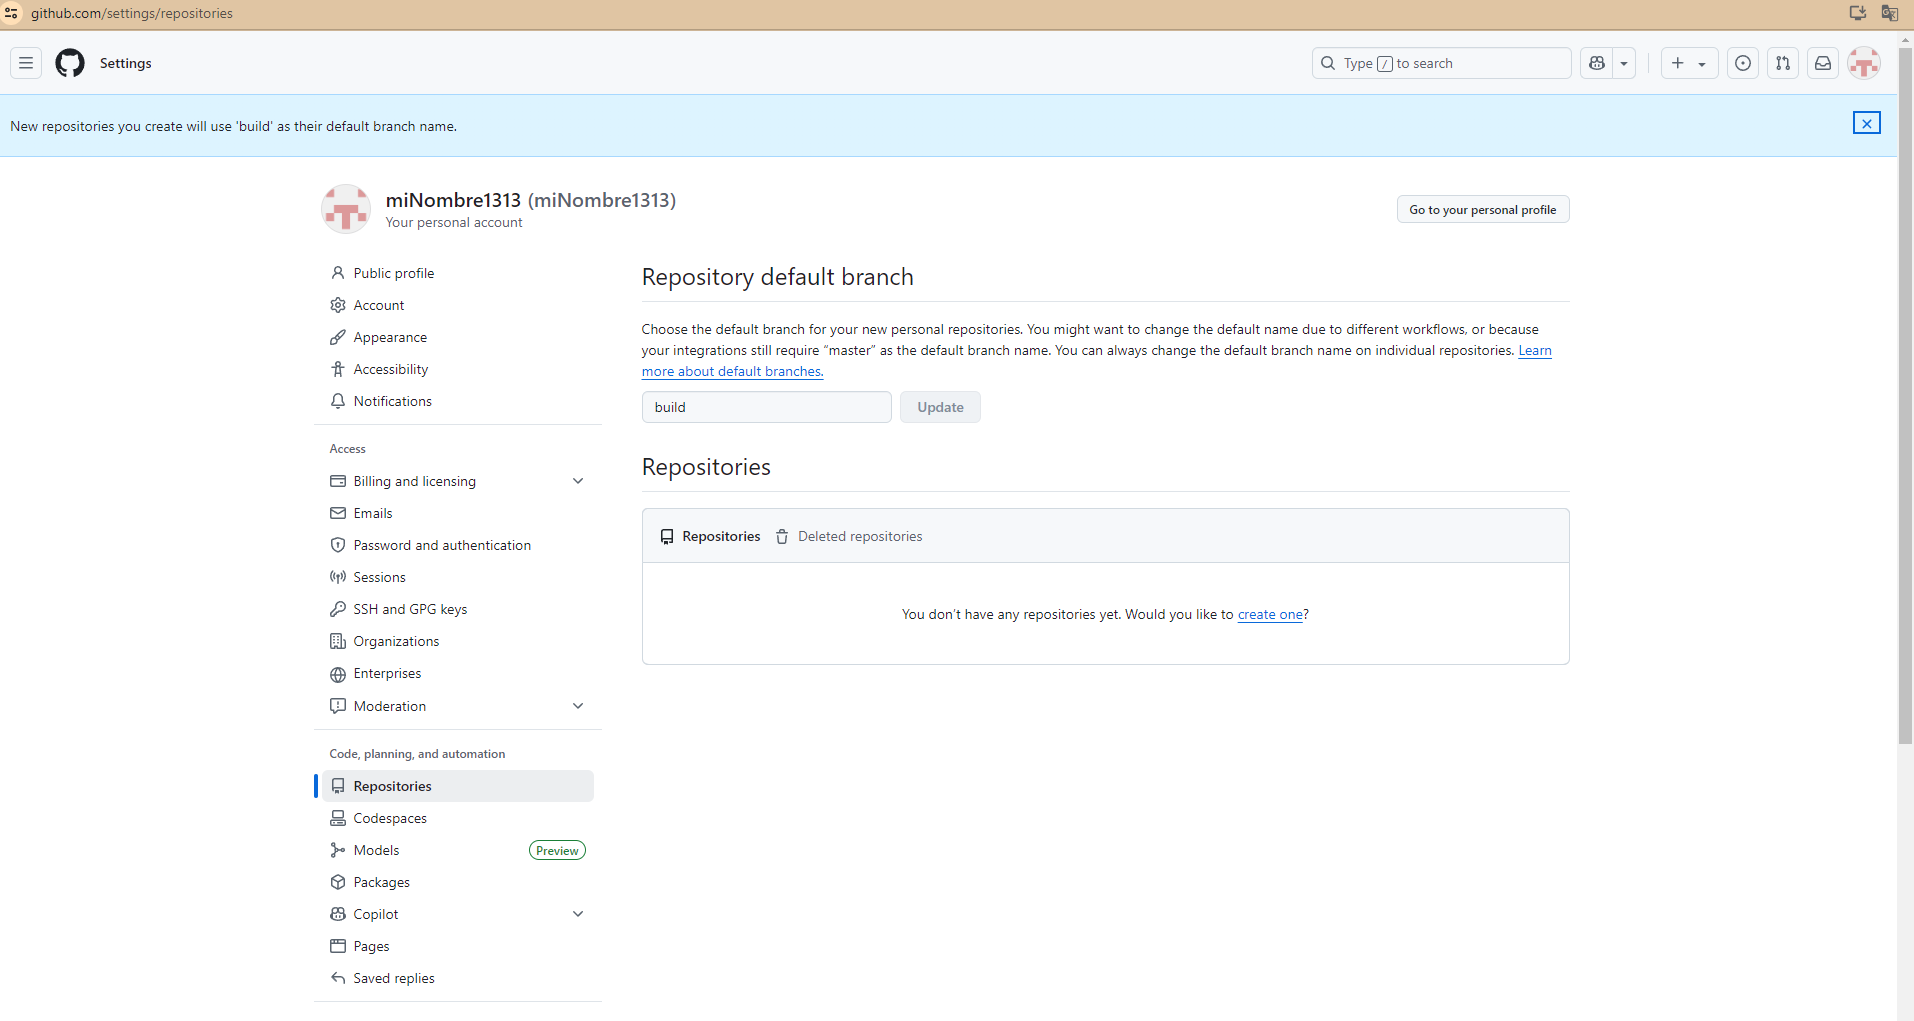 github.com/settings/repositories
Settings
Type / to search
New repositories you create will use 'build' as their default branch name.
miNombre1313 (miNombre1313)
Your personal account
Go to your personal profile
Public profile
Account
Appearance
Accessibility
Notifications
Access
Billing and licensing
Emails
Password and authentication
Sessions
SSH and GPG keys
Organizations
Enterprises
Moderation
Code, planning, and automation
Repositories
Codespaces
Models
Preview
Packages
Copilot
Pages
Saved replies
Repository default branch
Choose the default branch for your new personal repositories. You might want to change the default name due to different workflows, or because
your integrations still require “master” as the default branch name. You can always change the default branch name on individual repositories. Learn
more about default branches.
build
Update
Repositories
Repositories
Deleted repositories
You don’t have any repositories yet. Would you like to create one?